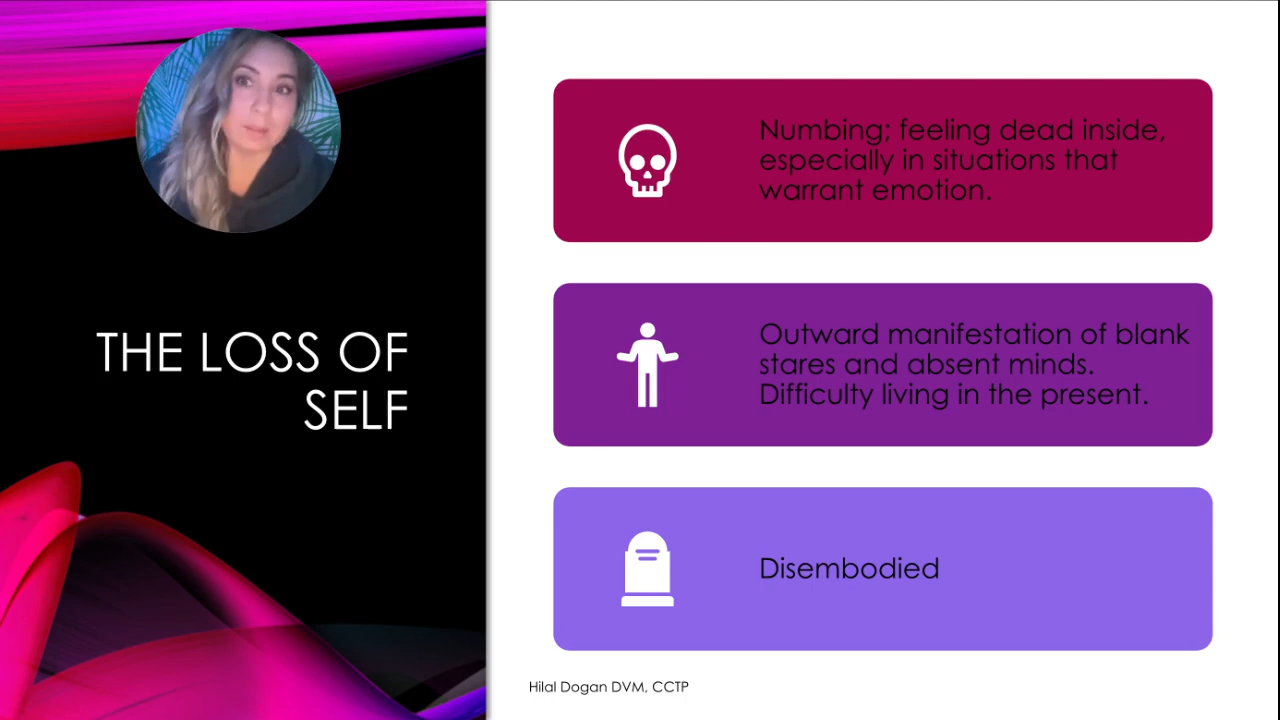 THE LOSS OF
SELF
Numbing; feeling dead inside,
especially in situations that
warrant emotion.
Outward manifestation of blank
stares and absent minds.
Difficulty living in the present.
Disembodied
Hilal Dogan DVM, CCTP